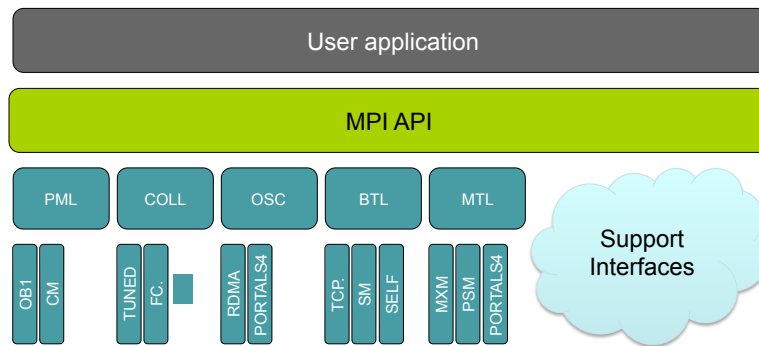 User application
MPI API
PML
COLL
OSC
BTL
MTL
Support
Interfaces
OB1
CM
TUNED
FC.
RDMA
PORTALS4
TCP.
SM
SELF
MXM
PSM
PORTALS4